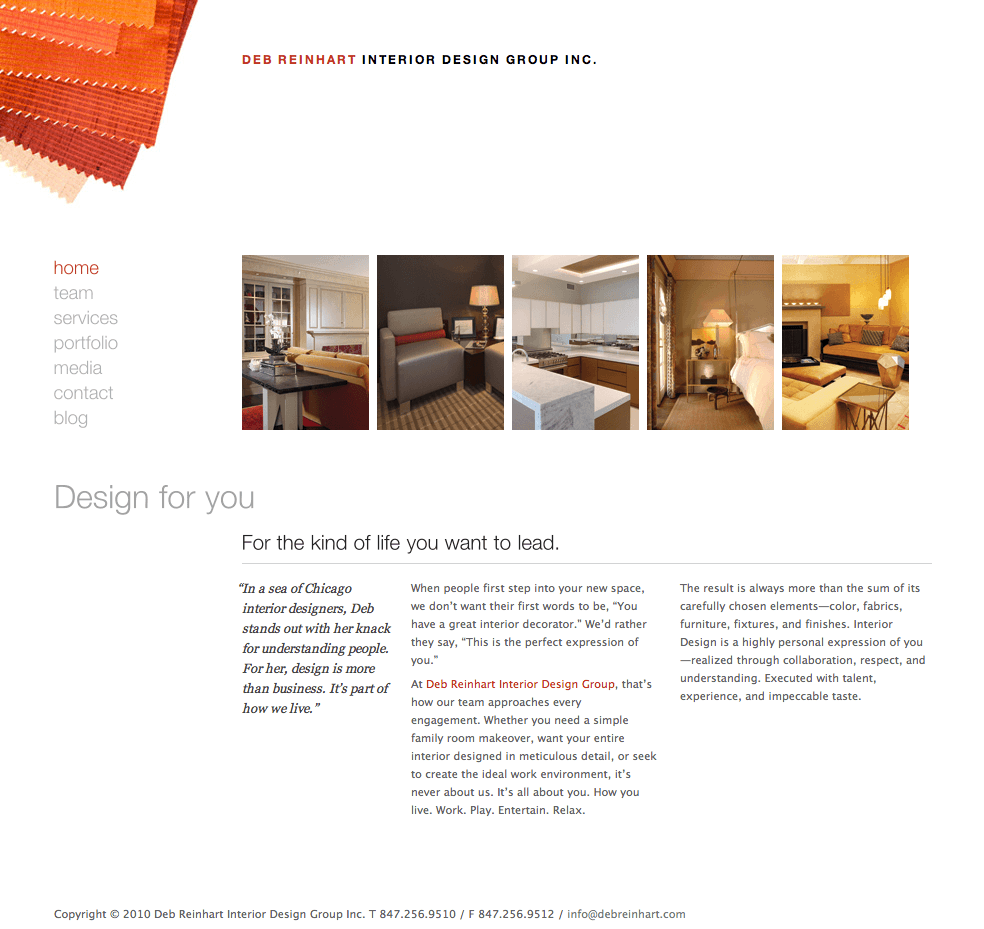 DEB REINHART INTERIOR DESIGN GROUP INC.
home
team
services
portfolio
media
contact
blog
Design for you
For the kind of life you want to lead.
“In a sea of Chicago
interior designers, Deb
stands out with her knack
for understanding people.
For her, design is more
than business. It’s part of
how we live.”
When people first step into your new space,
we don’t want their first words to be, “You
have a great interior decorator.” We’d rather
they say, “This is the perfect expression of
you.”
At Deb Reinhart Interior Design Group, that’s
how our team approaches every
engagement. Whether you need a simple
family room makeover, want your entire
interior designed in meticulous detail, or seek
to create the ideal work environment, it’s
never about us. It’s all about you. How you
live. Work. Play. Entertain. Relax.
The result is always more than the sum of its
carefully chosen elements—color, fabrics,
furniture, fixtures, and finishes. Interior
Design is a highly personal expression of you
—realized through collaboration, respect, and
understanding. Executed with talent,
experience, and impeccable taste.
Copyright © 2010 Deb Reinhart Interior Design Group Inc. T 847.256.9510 / F 847.256.9512 / info@debreinhart.com